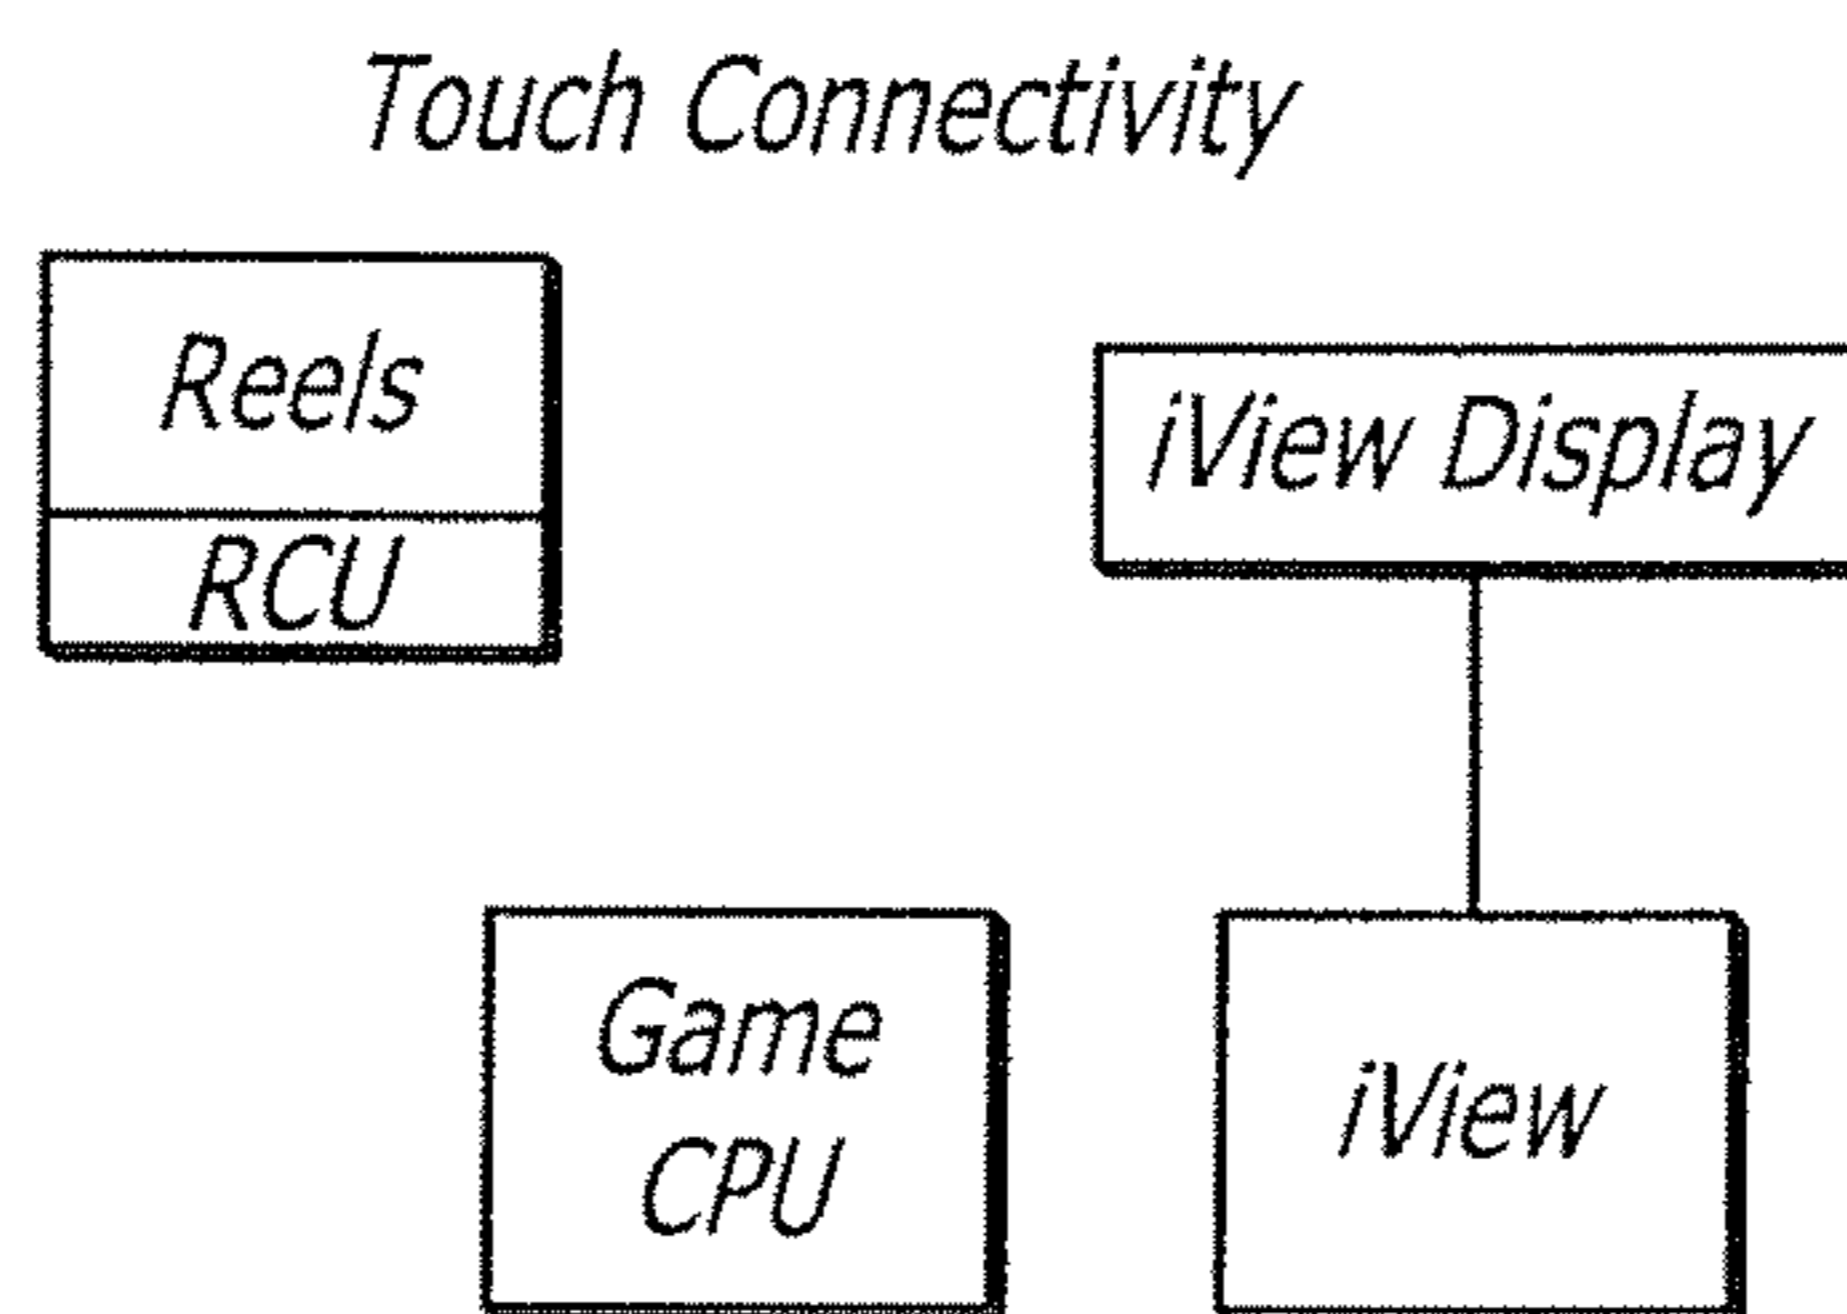 Touch Connectivity
Reels
RCU
iView Display
Game
CPU
iView